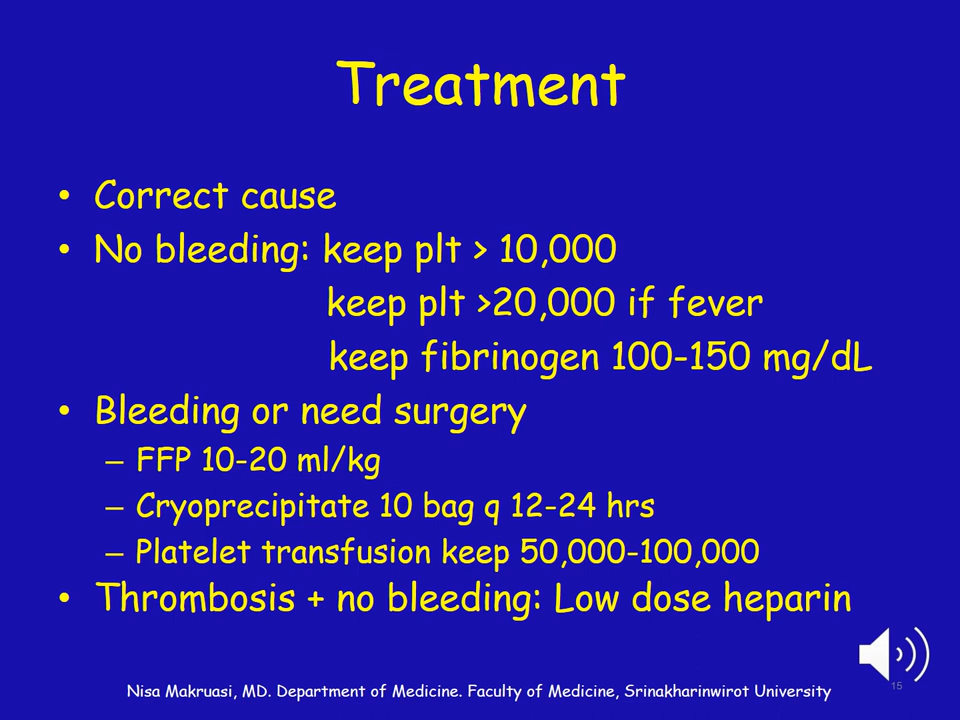 Treatment
• Correct cause
• No bleeding: keep plt > 10,000
keep plt >20,000 if fever
keep fibrinogen 100-150 mg/dL
• Bleeding or need surgery
– FFP 10-20 ml/kg
– Cryoprecipitate 10 bag q 12-24 hrs
– Platelet transfusion keep 50,000-100,000
• Thrombosis + no bleeding: Low dose heparin
15
Nisa Makruasi, MD. Department of Medicine. Faculty of Medicine, Srinakharinwirot University